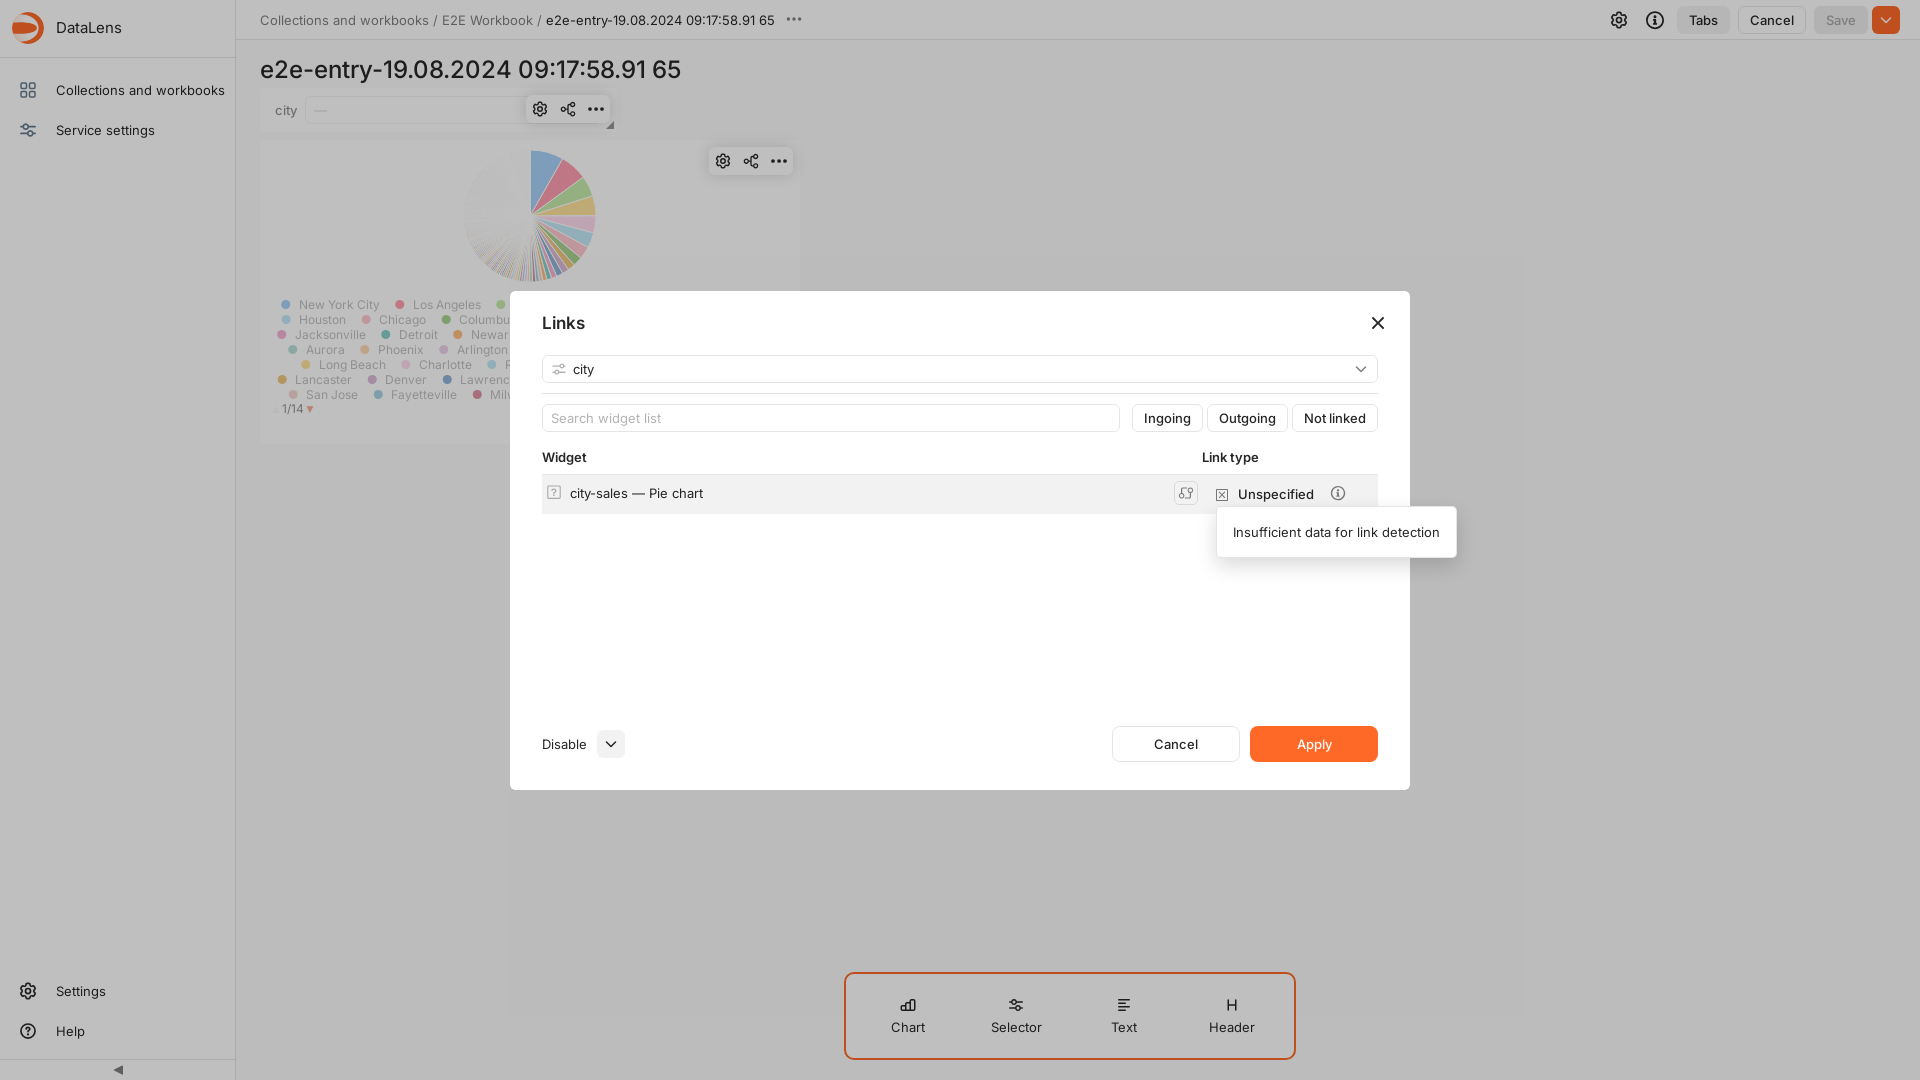 DataLens
Collections and workbooks / E2E Workbook / e2e-entry-19.08.2024 09:17:58.91 65
Tabs
Cancel
Save
Collections and workbooks
Service settings
e2e-entry-19.08.2024 09:17:58.91 65
city —
New York City Los Angeles
Houston Chicago Columbu
Jacksonville Detroit Newar
Aurora Phoenix Arlington
Long Beach Charlotte
Lancaster Denver Lawrenc
San Jose Fayetteville Milv
1/14
Links
city
Search widget list
Ingoing
Outgoing
Not linked
Widget Link type
city-sales — Pie chart Unspecified
Insufficient data for link detection
Disable
Cancel
Apply
Chart Selector Text Header
Settings
Help